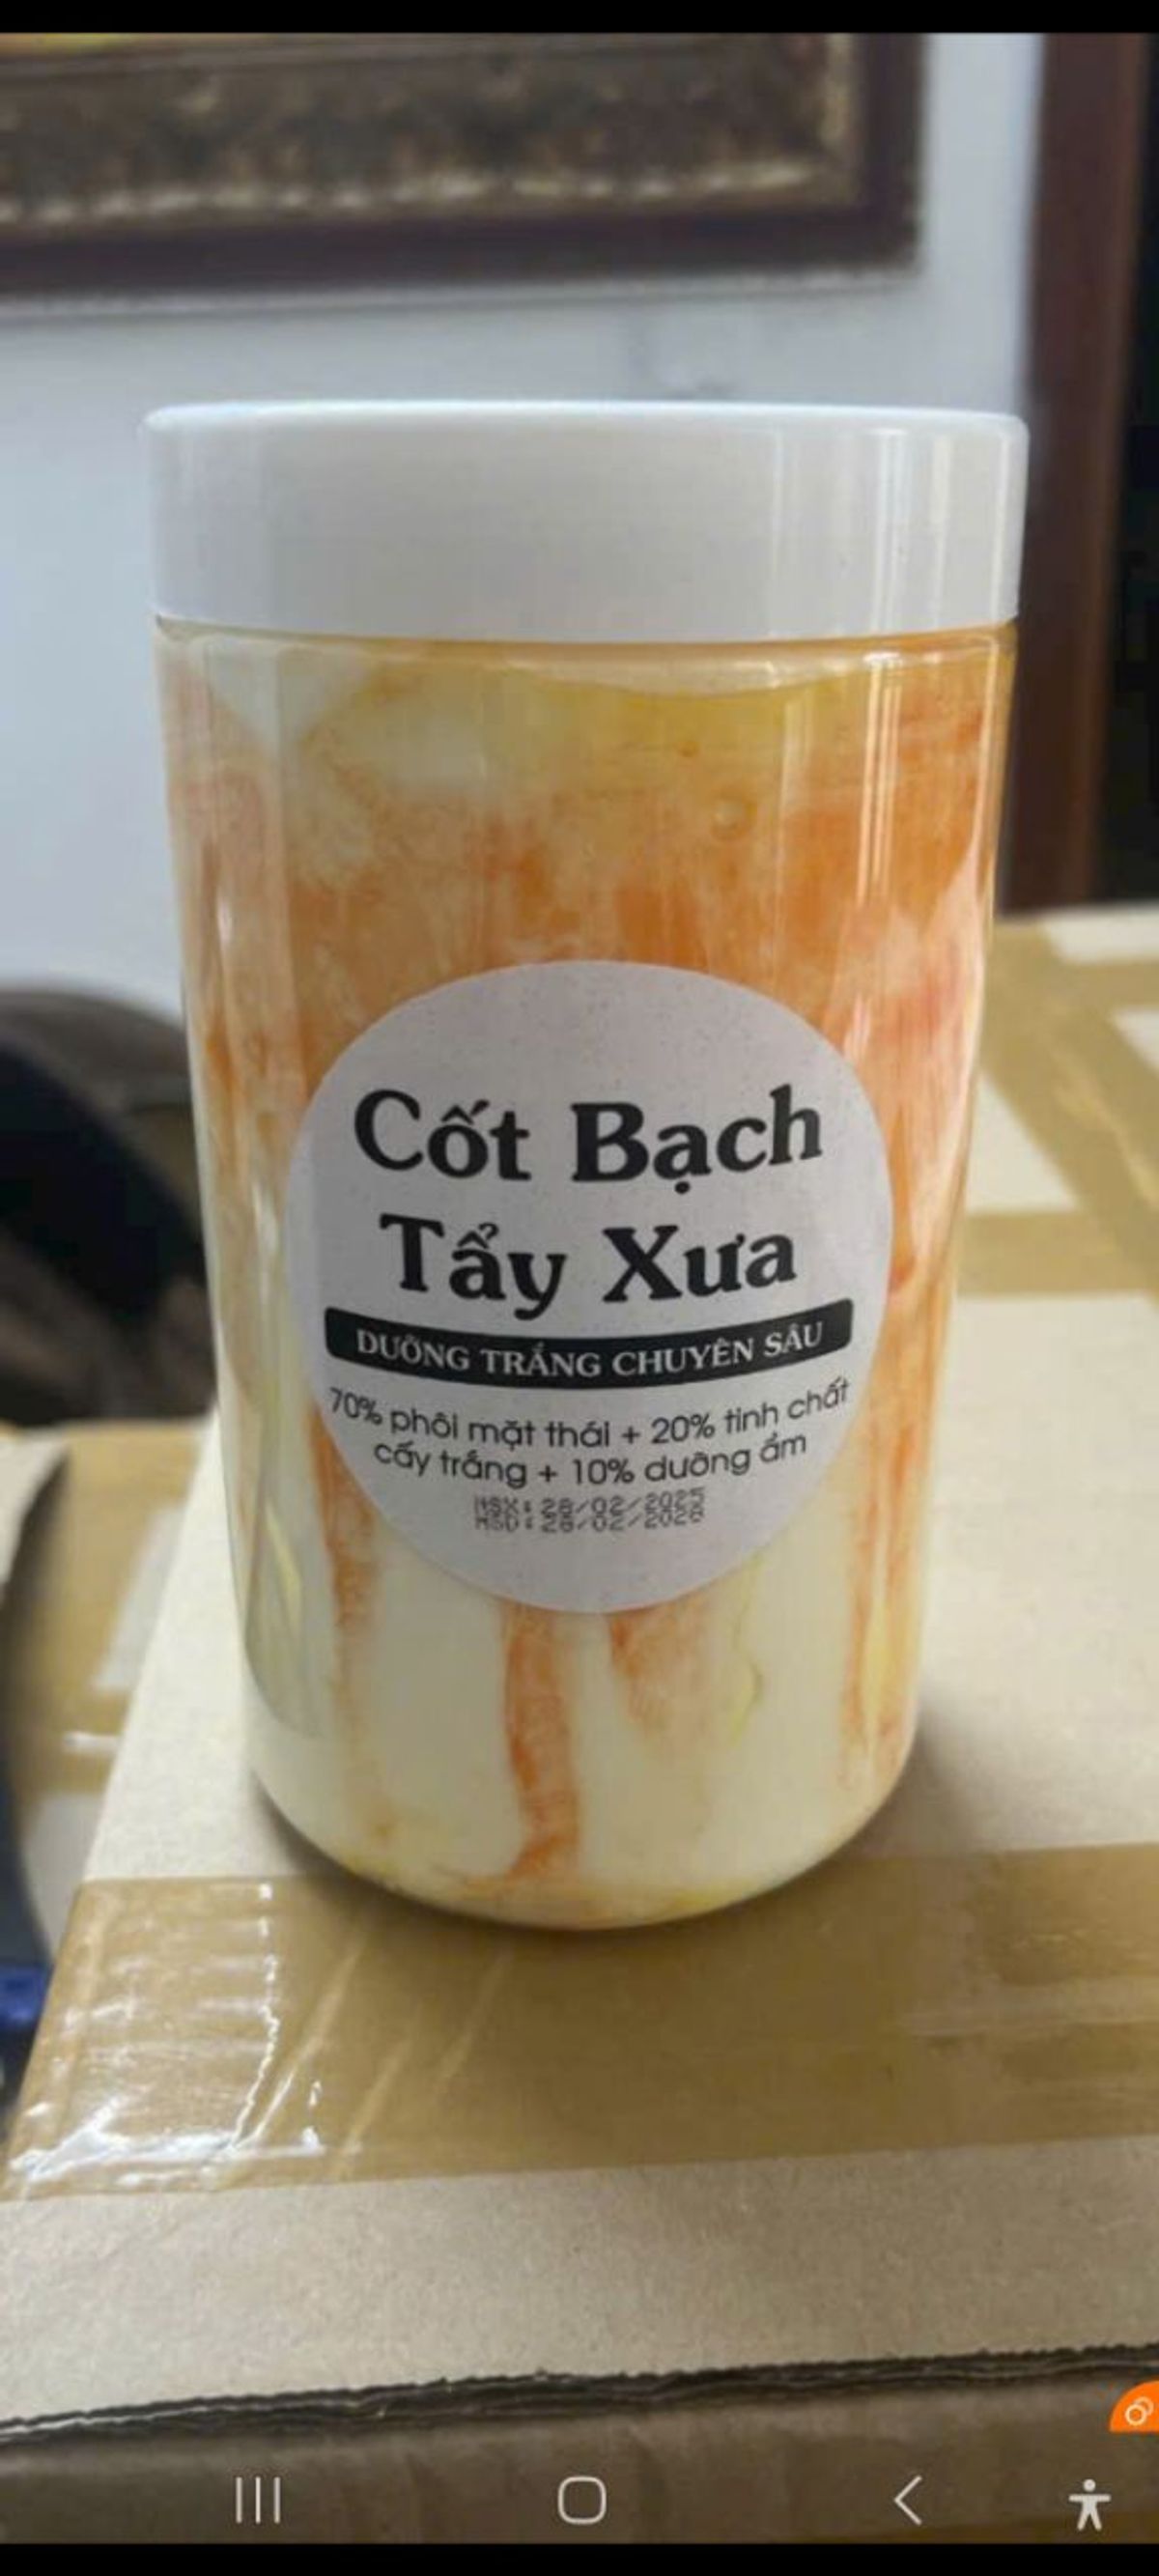 Cốt Bạch
Tẩy Xưa
DƯỠNG TRẮNG CHUYÊN SÂU
70% phôi mặt thái + 20% tinh chất
cấy trắng + 10% dưỡng ẩm
NSX: 28/02/2025
HSD: 28/02/2028